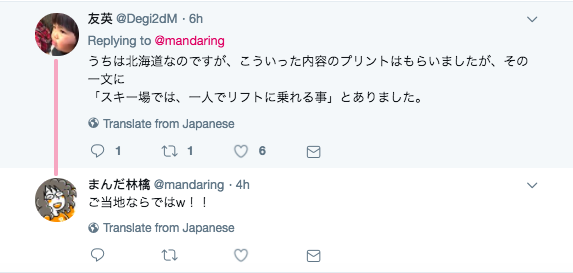 友英 @Degi2dM · 6h
Replying to @mandaring
うちは北海道なのですが、こういった内容のプリントはもらいましたが、その
一文に
「スキー場では、一人でリフトに乗れる事」とありました。
Translate from Japanese
1 1 6
まんだ林檎 @mandaring · 4h
ご当地ならではw！！
Translate from Japanese